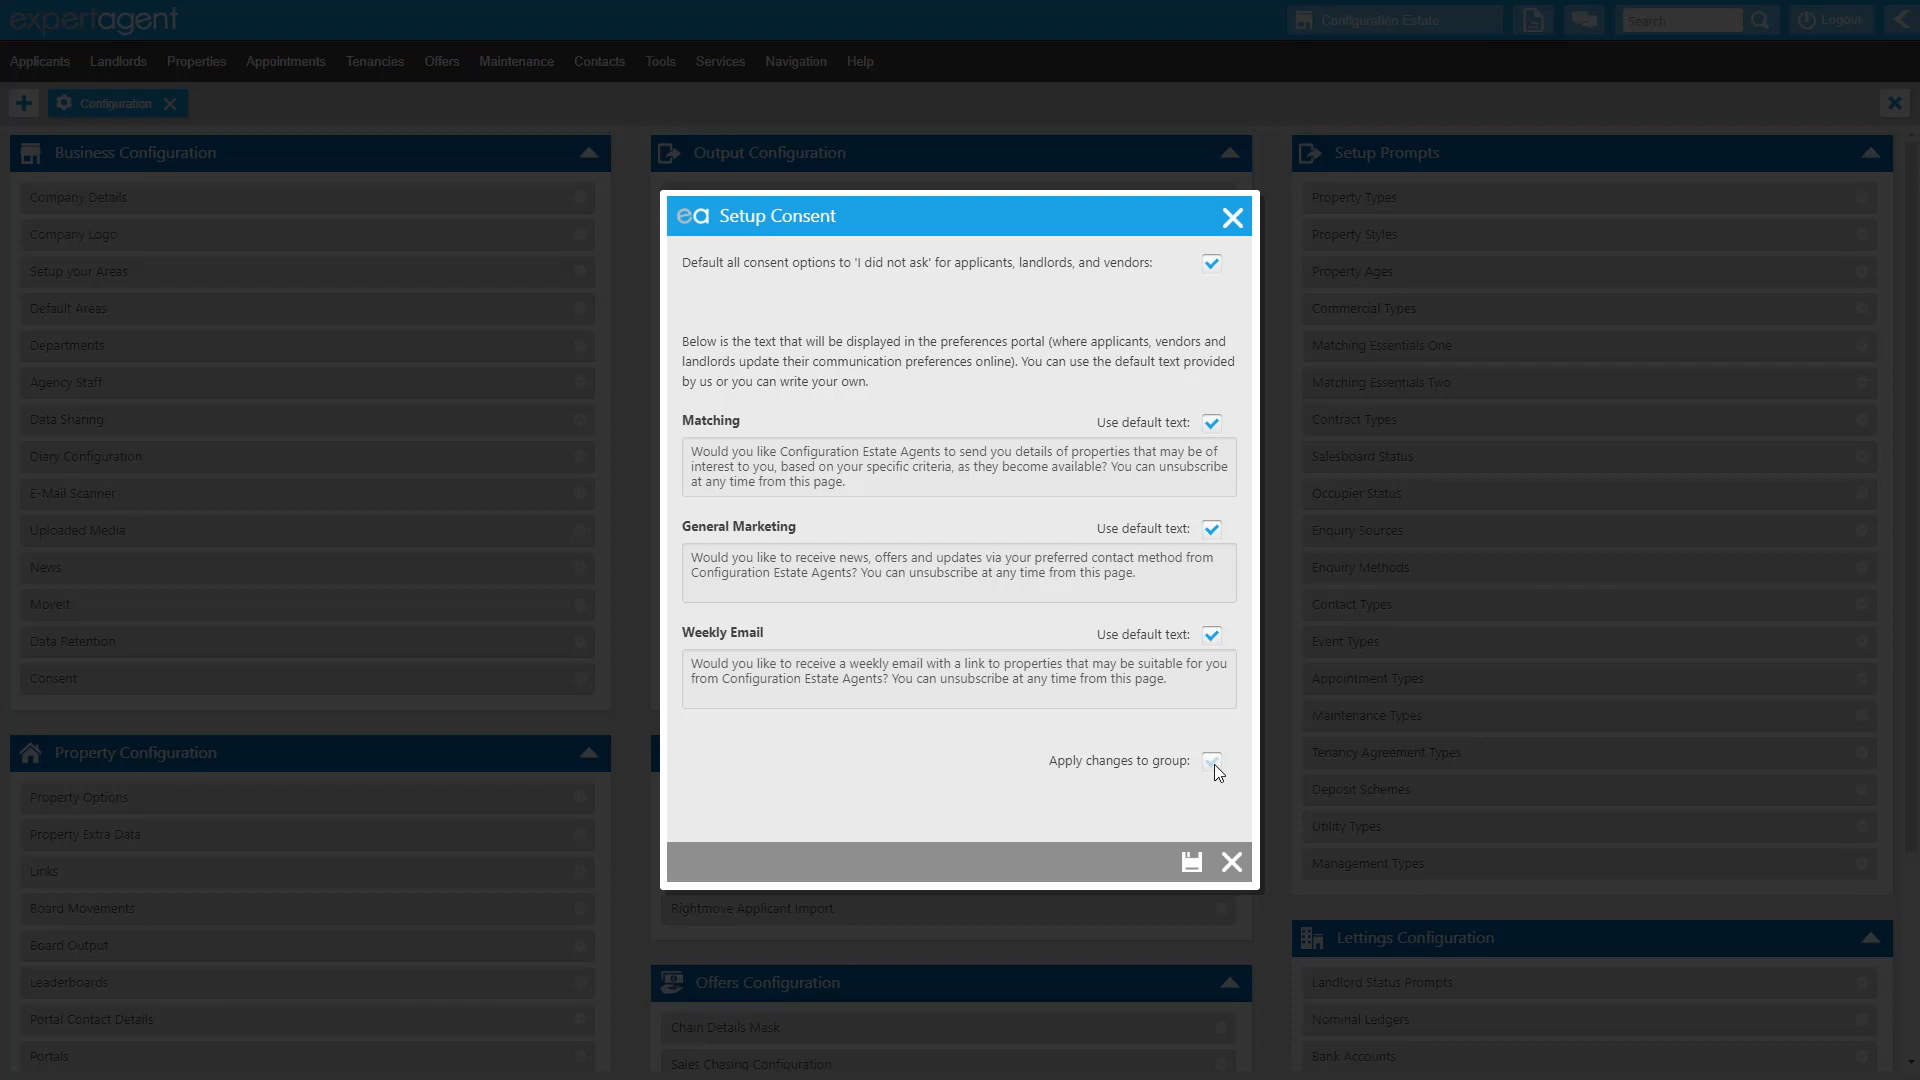 expertagent
Configuration Estate
Search
Logout
Applicants
Landlords
Properties
Appointments
Tenancies
Offers
Maintenance
Contacts
Tools
Services
Navigation
Help
Configuration
Business Configuration
Company Details
Company Logo
Setup your Areas
Default Areas
Departments
Agency Staff
Data Sharing
Diary Configuration
E-Mail Scanner
Uploaded Media
News
MoveIt
Data Retention
Consent
Property Configuration
Property Options
Property Extra Data
Links
Board Movements
Board Output
Leaderboards
Portal Contact Details
Portals
Output Configuration
ea Setup Consent
Default all consent options to 'I did not ask' for applicants, landlords, and vendors:
Below is the text that will be displayed in the preferences portal (where applicants, vendors and
landlords update their communication preferences online). You can use the default text provided
by us or you can write your own.
Matching
Use default text:
Would you like Configuration Estate Agents to send you details of properties that may be of
interest to you, based on your specific criteria, as they become available? You can unsubscribe
at any time from this page.
General Marketing
Use default text:
Would you like to receive news, offers and updates via your preferred contact method from
Configuration Estate Agents? You can unsubscribe at any time from this page.
Weekly Email
Use default text:
Would you like to receive a weekly email with a link to properties that may be suitable for you
from Configuration Estate Agents? You can unsubscribe at any time from this page.
Apply changes to group:
Rightmove Applicant Import
Offers Configuration
Chain Details Mask
Sales Chasing Configuration
Setup Prompts
Property Types
Property Styles
Property Ages
Commercial Types
Matching Essentials One
Matching Essentials Two
Contract Types
Salesboard Status
Occupier Status
Enquiry Sources
Enquiry Methods
Contact Types
Event Types
Appointment Types
Maintenance Types
Tenancy Agreement Types
Deposit Schemes
Utility Types
Management Types
Lettings Configuration
Landlord Status Prompts
Nominal Ledgers
Bank Accounts